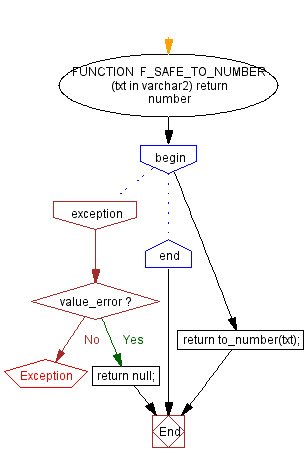 FUNCTION F_SAFE_TO_NUMBER
(txt in varchar2) return
number
begin
exception
end
value_error ?
No
Yes
return to_number(txt);
Exception
return null;
End